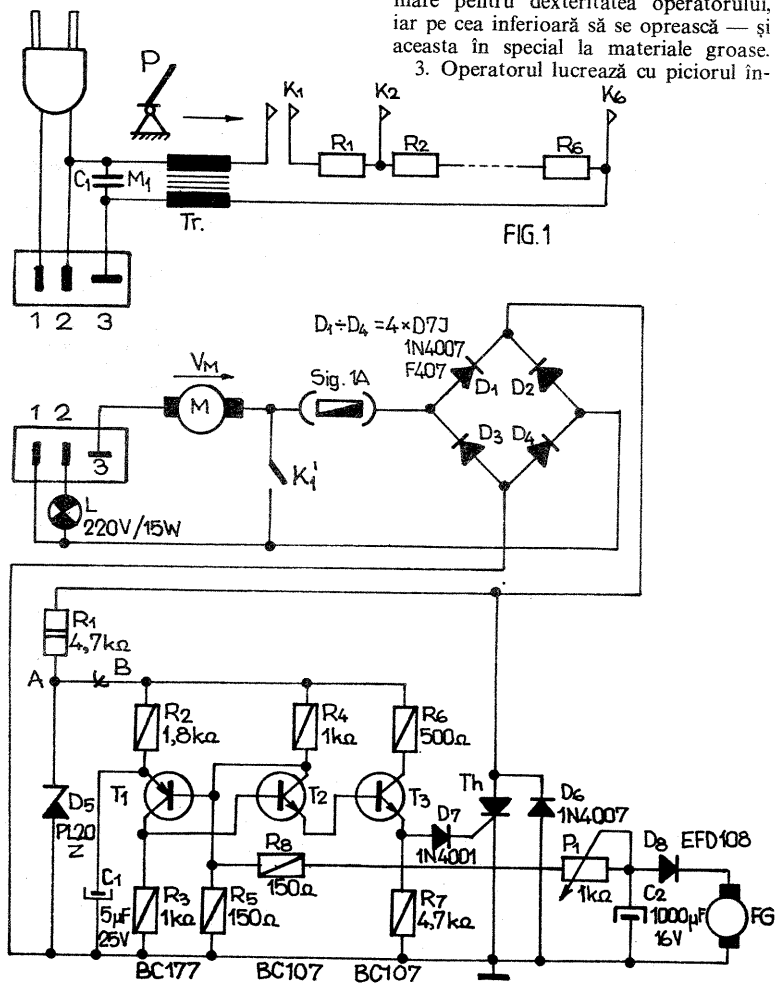 mare pentru dexteritatea operatorului,
iar pe cea inferioară să se oprească — și
aceasta în special la materiale groase.
3. Operatorul lucrează cu piciorul în-
P
K1
K2
K6
R1
R2
R6
C1
M1
Tr.
FIG.1
1 2 3
D1÷D4 = 4×D7J
1N4007
F407
VM
Sig. 1A
M
D1
D2
D3
D4
1 2
3
K1'
L
220V/15W
R1
4,7kΩ
A
B
R2
1,8kΩ
R4
1kΩ
R6
500Ω
D5
PL20
Z
T1
T2
T3
Th
D6
1N4007
D7
1N4001
R8
150Ω
P1
1kΩ
D8 EFD108
C1
5µF
25V
R3
1kΩ
R5
150Ω
R7
4,7kΩ
C2
1000µF
16V
FG
BC177
BC107
BC107